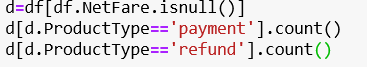 d=df[df.NetFare.isnull()]
d[d.ProductType=='payment'].count()
d[d.ProductType=='refund'].count()